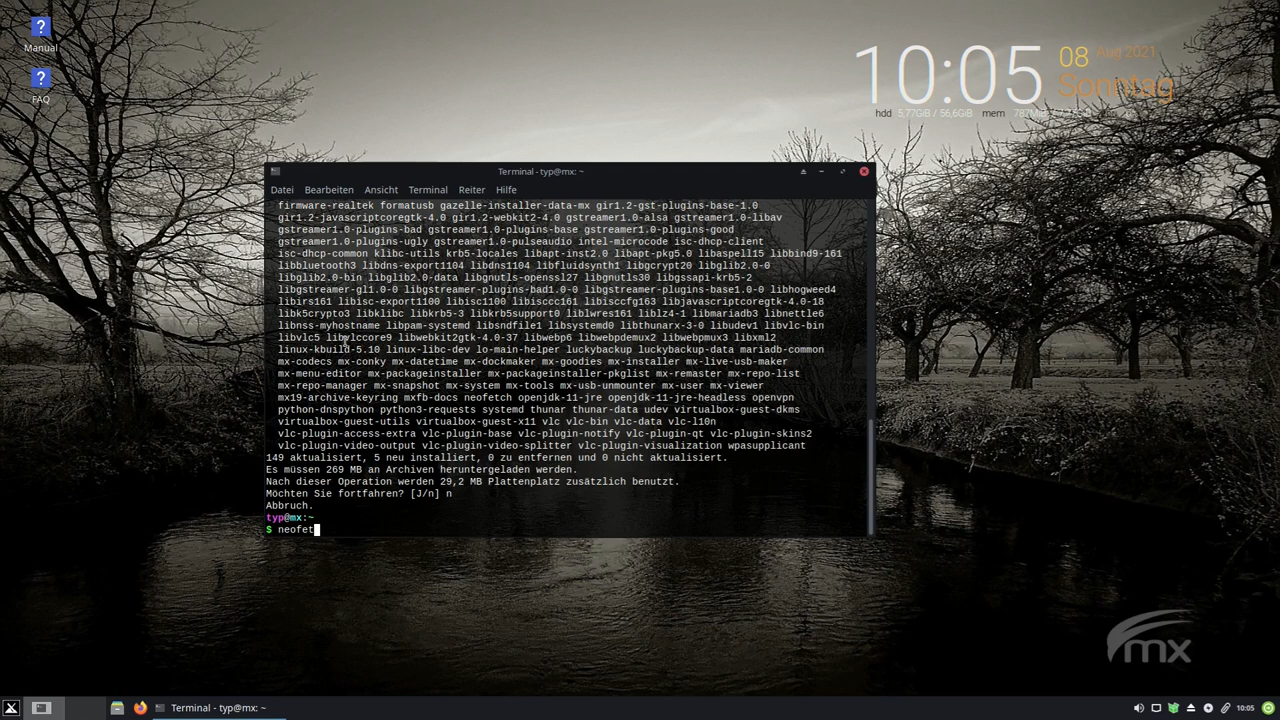 Manual
FAQ
10:05
08 Aug 2021
Sonntag
hdd 5,77GiB / 56,6GiB mem
Terminal - typ@mx: ~
Datei Bearbeiten Ansicht Terminal Reiter Hilfe
firmware-realtek formatusb gazelle-installer-data-mx gir1.2-gst-plugins-base-1.0
gir1.2-javascriptcoregtk-4.0 gir1.2-webkit2-4.0 gstreamer1.0-alsa gstreamer1.0-libav
gstreamer1.0-plugins-bad gstreamer1.0-plugins-base gstreamer1.0-plugins-good
gstreamer1.0-plugins-ugly gstreamer1.0-pulseaudio intel-microcode isc-dhcp-client
isc-dhcp-common klibc-utils krb5-locales libapt-inst2.0 libapt-pkg5.0 libaspell15 libbind9-161
libbluetooth3 libdns-export1104 libdns1104 libfluidsynth1 libgcrypt20 libglib2.0-0
libglib2.0-bin libglib2.0-data libgnutls-openssl27 libgnutls30 libgssapi-krb5-2
libgstreamer-gl1.0-0 libgstreamer-plugins-bad1.0-0 libgstreamer-plugins-base1.0-0 libhogweed4
libirs161 libisc-export1100 libisc1100 libisccc161 libisccfg163 libjavascriptcoregtk-4.0-18
libk5crypto3 libklibc libkrb5-3 libkrb5support0 liblwres161 liblz4-1 libmariadb3 libnettle6
libnss-myhostname libpam-systemd libsndfile1 libsystemd0 libthunarx-3-0 libudev1 libvlc-bin
libvlc5 libvlccore9 libwebkit2gtk-4.0-37 libwebp6 libwebpdemux2 libwebpmux3 libxml2
linux-kbuild-5.10 linux-libc-dev lo-main-helper luckybackup luckybackup-data mariadb-common
mx-codecs mx-conky mx-datetime mx-dockmaker mx-goodies mx-installer mx-live-usb-maker
mx-menu-editor mx-packageinstaller mx-packageinstaller-pkglist mx-remaster mx-repo-list
mx-repo-manager mx-snapshot mx-system mx-tools mx-usb-unmounter mx-user mx-viewer
mx19-archive-keyring mxfb-docs neofetch openjdk-11-jre openjdk-11-jre-headless openvpn
python-dnspython python3-requests systemd thunar thunar-data udev virtualbox-guest-dkms
virtualbox-guest-utils virtualbox-guest-x11 vlc vlc-bin vlc-data vlc-l10n
vlc-plugin-access-extra vlc-plugin-base vlc-plugin-notify vlc-plugin-qt vlc-plugin-skins2
vlc-plugin-video-output vlc-plugin-video-splitter vlc-plugin-visualization wpasupplicant
149 aktualisiert, 5 neu installiert, 0 zu entfernen und 0 nicht aktualisiert.
Es müssen 269 MB an Archiven heruntergeladen werden.
Nach dieser Operation werden 29,2 MB Plattenplatz zusätzlich benutzt.
Möchten Sie fortfahren? [J/n] n
Abbruch.
typ@mx:~
$ neofet
mx
Terminal - typ@mx: ~
10:05